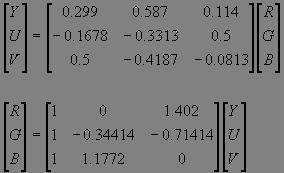 [Y] = [0.299 0.587 0.114] [R]
[U] = [-0.1678 -0.3313 0.5] [G]
[V] = [0.5 -0.4187 -0.0813] [B]
[R] = [1 0 1.402] [Y]
[G] = [1 -0.34414 -0.71414] [U]
[B] = [1 1.1772 0] [V]